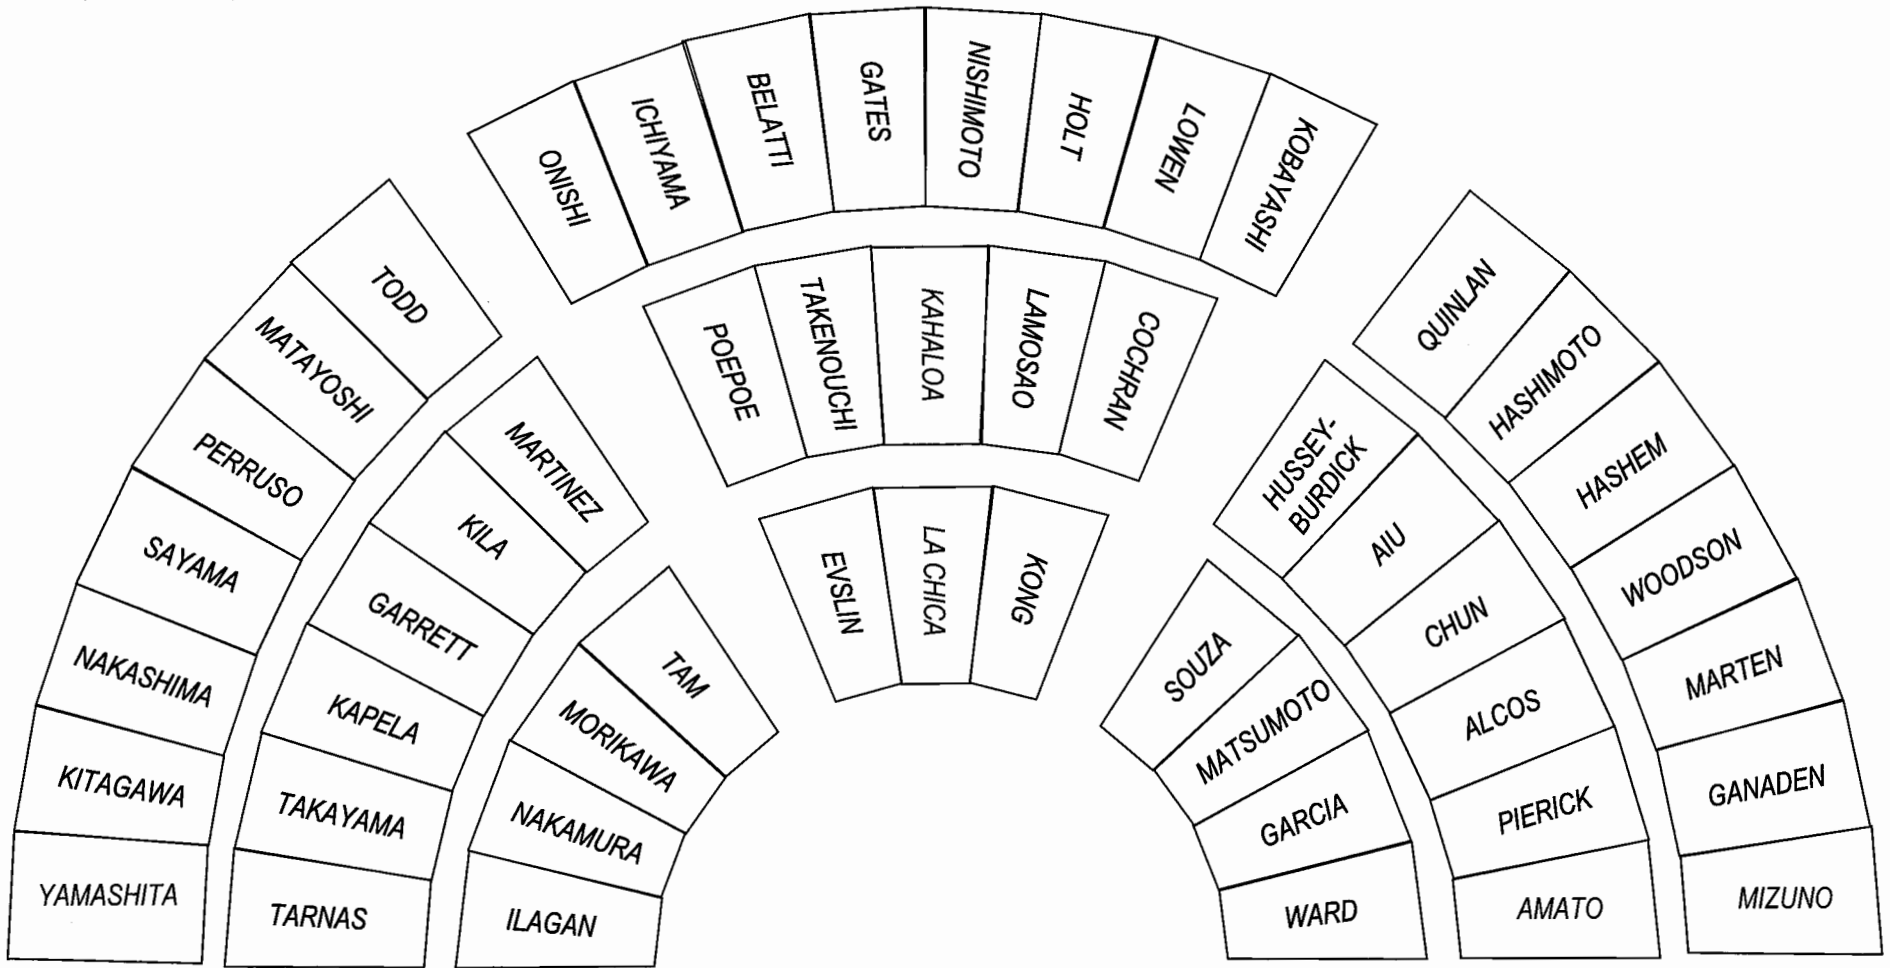 YAMASHITA
KITAGAWA
NAKASHIMA
SAYAMA
PERRUSO
MATAYOSHI
TODD
ONISHI
ICHIYAMA
BELATTI
GATES
NISHIMOTO
HOLT
LOWEN
KOBAYASHI
QUINLAN
HASHIMOTO
HASHEM
WOODSON
MARTEN
GANADEN
MIZUNO
TARNAS
TAKAYAMA
KAPELA
GARRETT
KILA
MARTINEZ
POEPOE
TAKENOUCHI
KAHALOA
LAMOSAO
COCHRAN
HUSSEY-
BURDICK
AIU
CHUN
ALCOS
PIERICK
AMATO
ILAGAN
NAKAMURA
MORIKAWA
TAM
EVSLIN
LA CHICA
KONG
SOUZA
MATSUMOTO
GARCIA
WARD